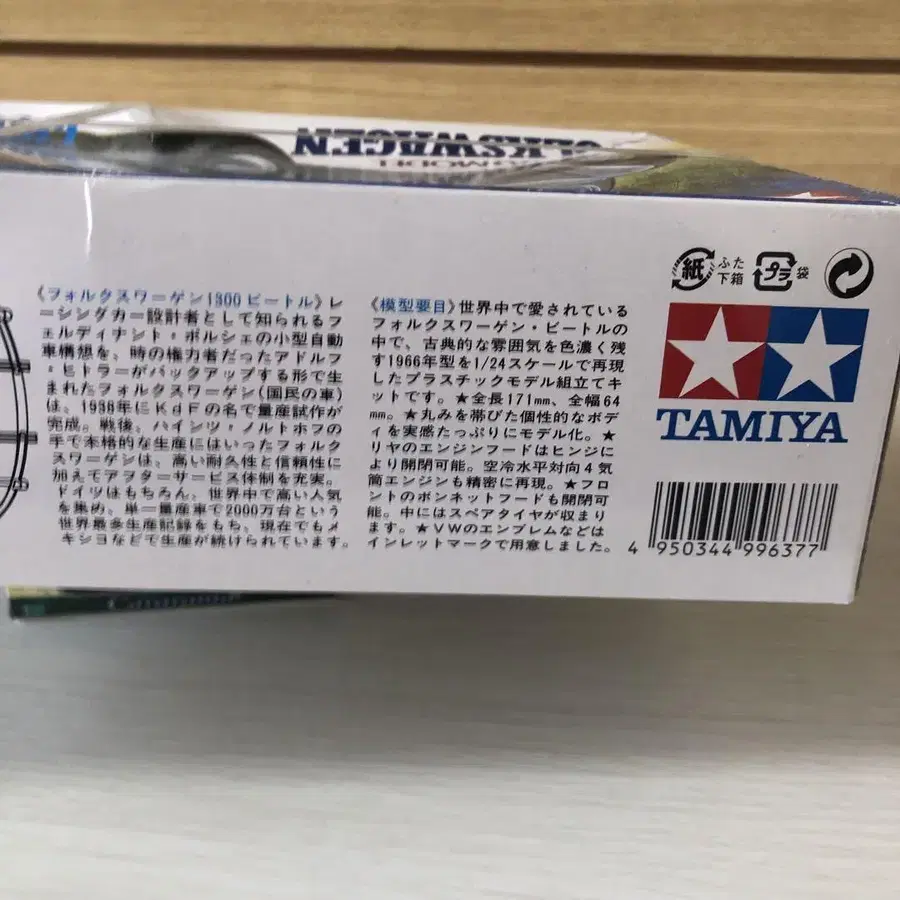 LKSWAGEN
《フォルクスワーゲン1300ビートル》レ
ーシングカー設計者として知られるフ
ェルディナント・ポルシェの小型自動
車構想を、時の権力者だったアドルフ
・ヒトラーがバックアップする形で生
まれたフォルクスワーゲン(国民の車)
は、1938年にKdFの名で量産試作が
完成。戦後、ハインツ・ノルトホフの
手で本格的な生産にはいったフォルク
スワーゲンは、高い耐久性と信頼性に
加えてアフターサービス体制を充実。
ドイツはもちろん、世界中で高い人気
を集め、単一量産車で2000万台という
世界最多生産記録をもち、現在でもメ
キシコなどで生産が続けられています。
《模型要目》世界中で愛されている
フォルクスワーゲン・ビートルの
中で、古典的な雰囲気を色濃く残
す1966年型を1/24スケールで再現
したプラスチックモデル組立てキ
ットです。★全長171mm、全幅64
mm。★丸みを帯びた個性的なボデ
ィを実感たっぷりにモデル化。★
リヤのエンジンフードはヒンジに
より開閉可能。空冷水平対向4気
筒エンジンも精密に再現。★フロ
ントのボンネットフードも開閉可
能。中にはスペアタイヤが収まり
ます。★VWのエンブレムなどは
インレットマークで用意しました。
紙 ふた
下箱
プラ 袋
TAMIYA
4 950344 996377